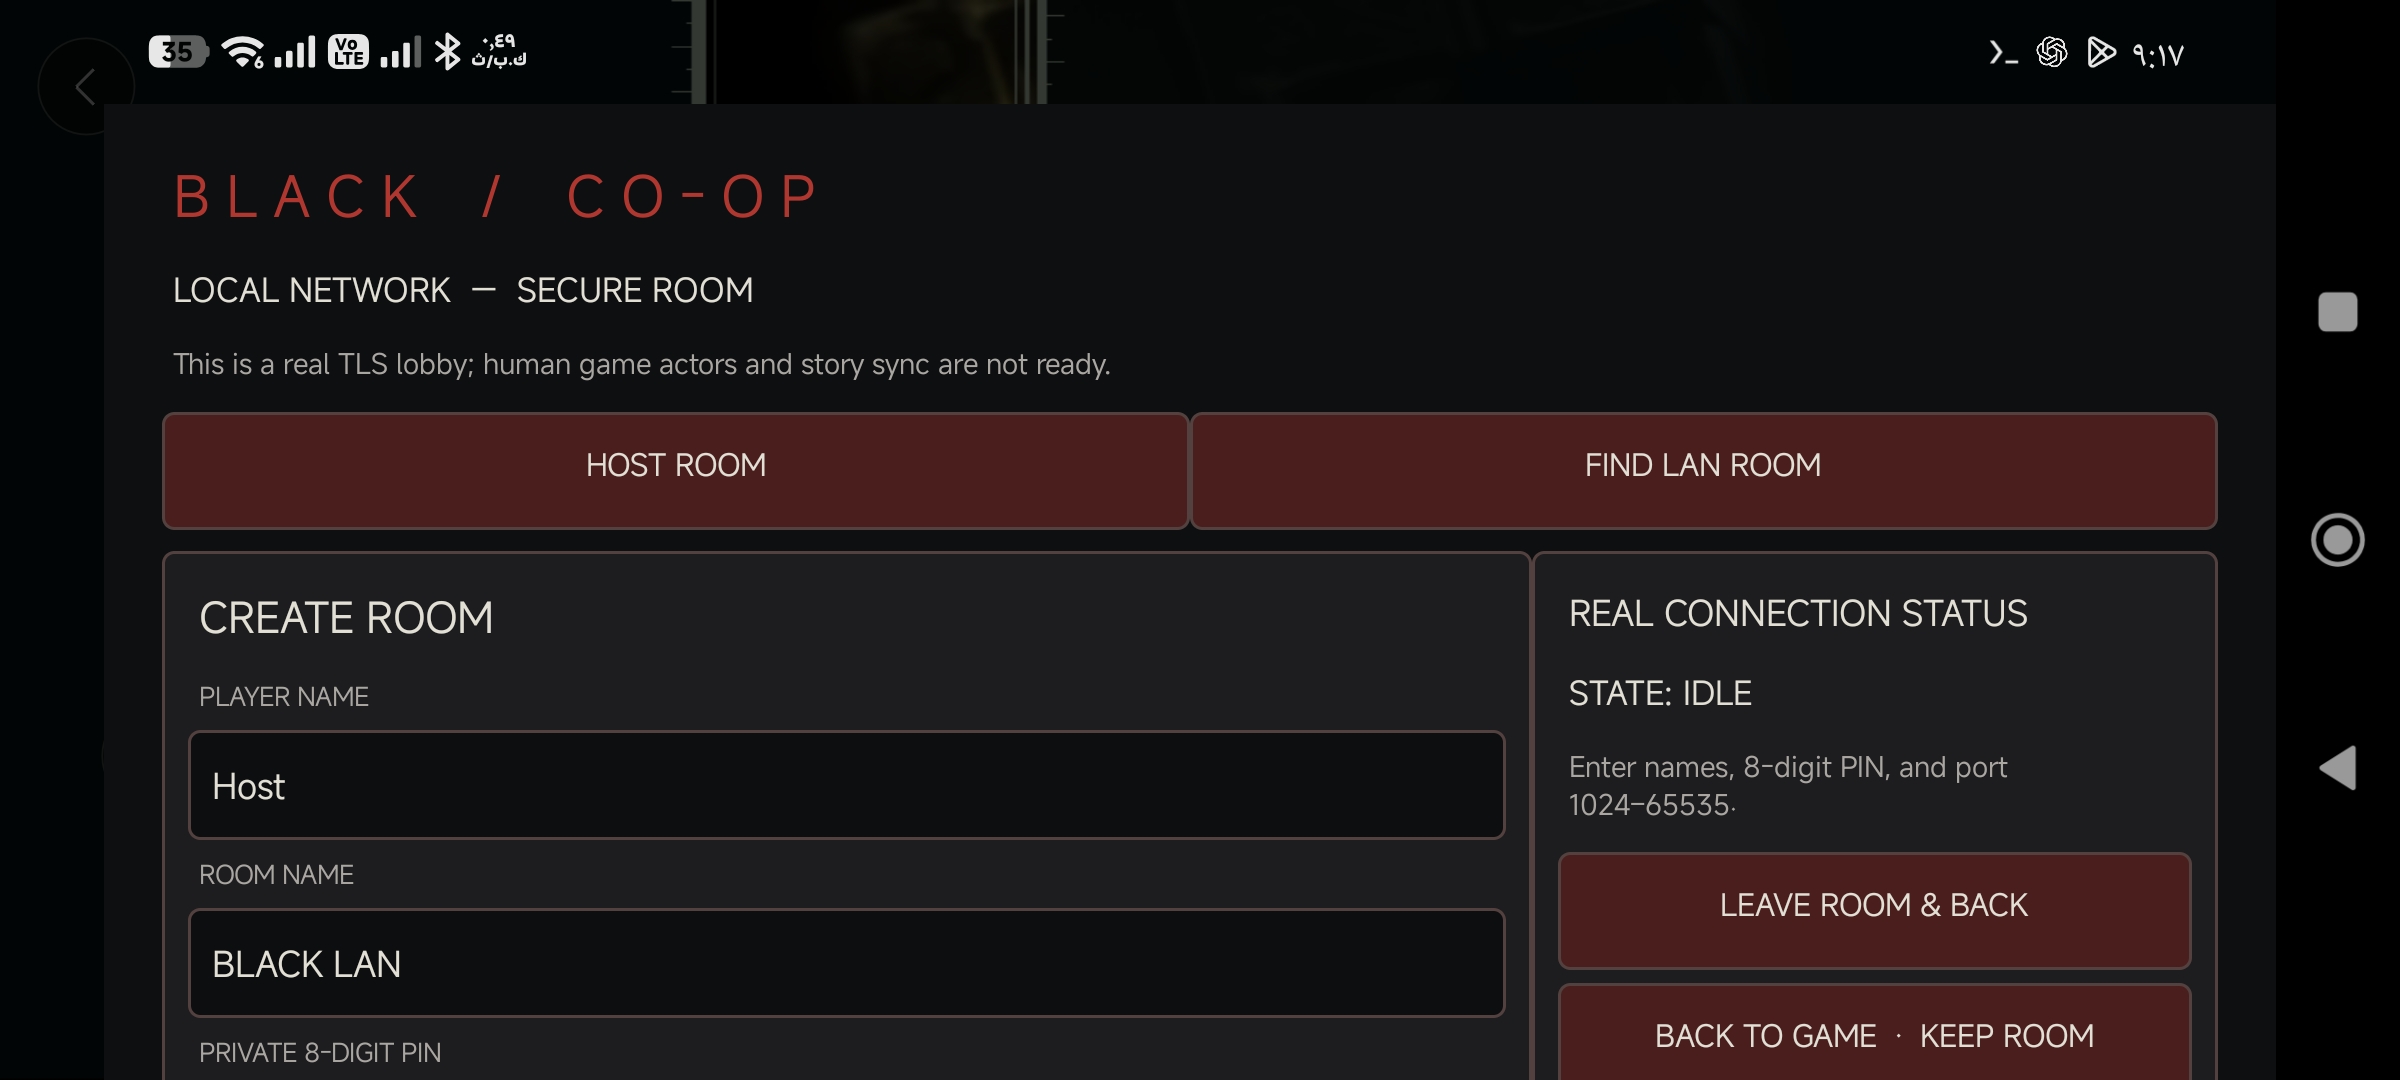 35
Vo
LTE
٠,٤٩
ك.ب/ث
٩:١٧
BLACK / CO-OP
LOCAL NETWORK — SECURE ROOM
This is a real TLS lobby; human game actors and story sync are not ready.
HOST ROOM
FIND LAN ROOM
CREATE ROOM
PLAYER NAME
Host
ROOM NAME
BLACK LAN
PRIVATE 8-DIGIT PIN
REAL CONNECTION STATUS
STATE: IDLE
Enter names, 8-digit PIN, and port
1024-65535.
LEAVE ROOM & BACK
BACK TO GAME · KEEP ROOM